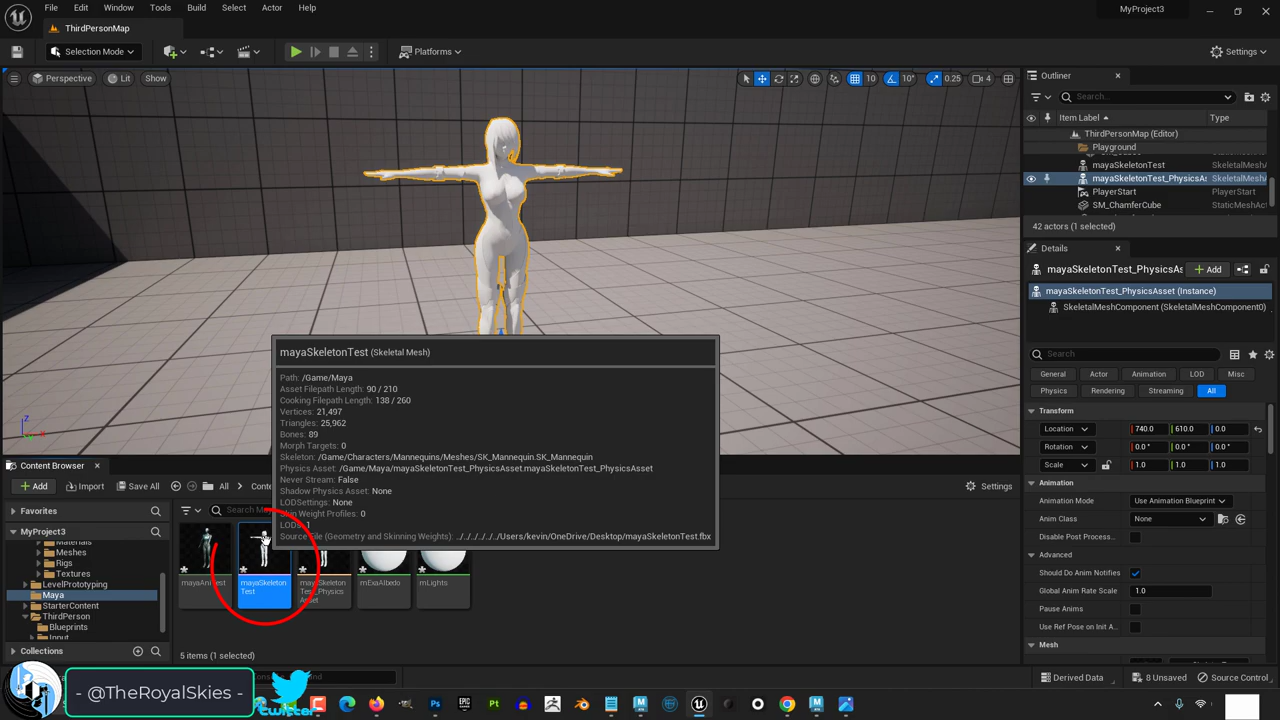 File Edit Window Tools Build Select Actor Help
MyProject3
ThirdPersonMap
Selection Mode
Platforms
Settings
Perspective Lit Show
10 10° 0.25 4
Outliner
Search...
Item Label Type
ThirdPersonMap (Editor)
Playground
mayaSkeletonTest SkeletalMeshA
mayaSkeletonTest_PhysicsAs SkeletalMeshA
PlayerStart PlayerStart
SM_ChamferCube StaticMeshAct
42 actors (1 selected)
Details
mayaSkeletonTest_PhysicsAs Add
mayaSkeletonTest_PhysicsAsset (Instance)
SkeletalMeshComponent (SkeletalMeshComponent0)
Search
General Actor Animation LOD Misc
Physics Rendering Streaming All
Transform
Location 740.0 610.0 0.0
Rotation 0.0° 0.0° 0.0°
Scale 1.0 1.0 1.0
Animation
Animation Mode Use Animation Blueprint
Anim Class None
Disable Post Process
Advanced
Should Do Anim Notifies
Global Anim Rate Scale 1.0
Pause Anims
Use Ref Pose on Init A
Mesh
mayaSkeletonTest (Skeletal Mesh)
Path: /Game/Maya
Asset Filepath Length: 90 / 210
Cooking Filepath Length: 138 / 260
Vertices: 21,497
Triangles: 25,962
Bones: 89
Morph Targets: 0
Skeleton: /Game/Characters/Mannequins/Meshes/SK_Mannequin.SK_Mannequin
Physics Asset: /Game/Maya/mayaSkeletonTest_PhysicsAsset.mayaSkeletonTest_PhysicsAsset
Never Stream: False
Shadow Physics Asset: None
LODSettings: None
Skin Weight Profiles: 0
LODs: 1
Source File (Geometry and Skinning Weights): ../../../../../../Users/kevin/OneDrive/Desktop/mayaSkeletonTest.fbx
Z
Content Browser
Add Import Save All All Conte
Settings
Favorites
Search Ma
MyProject3
Materials
Meshes
Rigs
Textures
LevelPrototyping
Maya
StarterContent
ThirdPerson
Blueprints
Input
Collections
mayaAniTest
mayaSkeleton
Test
mayaSkeleton
Test_Physics
Asset
mExaAlbedo
mLights
5 items (1 selected)
Derived Data 8 Unsaved Source Control
- @TheRoyalSkies -
twitter